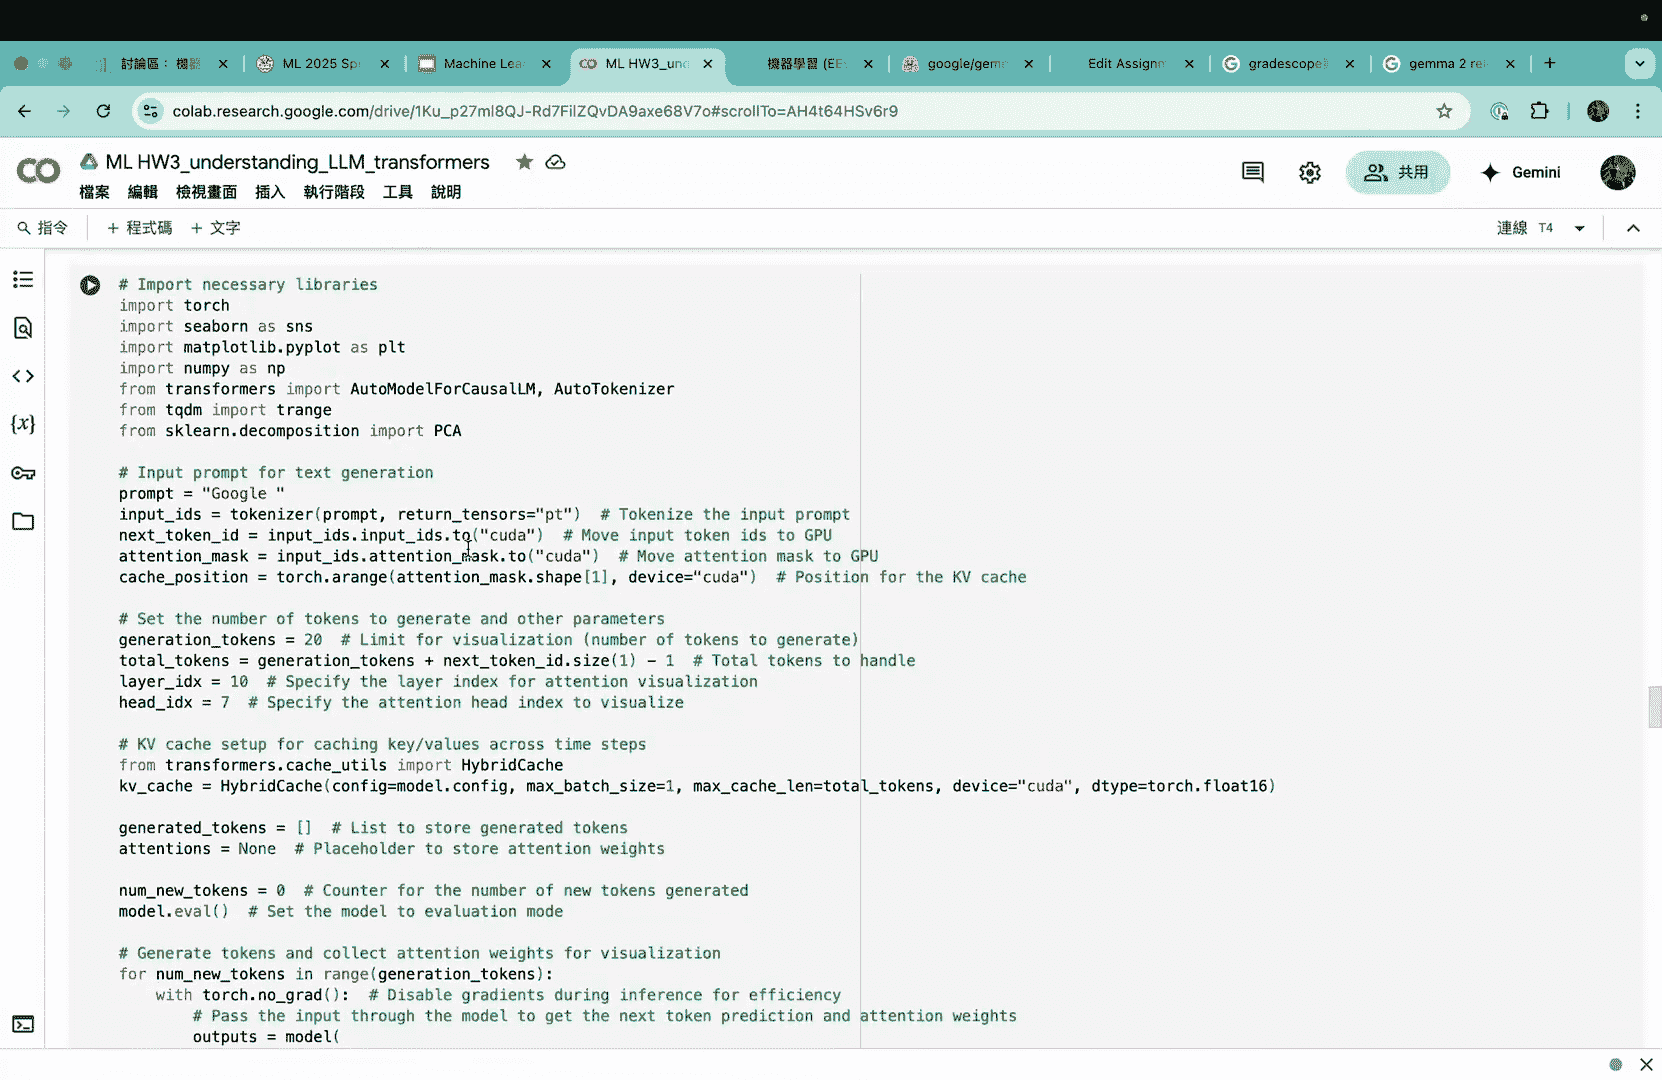 討論區： 機器
ML 2025 Sp
Machine Lea
ML HW3_und
機器學習 (EE
google/gem
Edit Assignm
gradescope
gemma 2 re
colab.research.google.com/drive/1Ku_p27ml8QJ-Rd7FilZQvDA9axe68V7o#scrollTo=AH4t64HSv6r9
ML HW3_understanding_LLM_transformers
檔案 編輯 檢視畫面 插入 執行階段 工具 說明
共用
Gemini
指令 + 程式碼 + 文字
連線 T4
# Import necessary libraries
import torch
import seaborn as sns
import matplotlib.pyplot as plt
import numpy as np
from transformers import AutoModelForCausalLM, AutoTokenizer
from tqdm import trange
from sklearn.decomposition import PCA
# Input prompt for text generation
prompt = "Google "
input_ids = tokenizer(prompt, return_tensors="pt")  # Tokenize the input prompt
next_token_id = input_ids.input_ids.to("cuda")  # Move input token ids to GPU
attention_mask = input_ids.attention_mask.to("cuda")  # Move attention mask to GPU
cache_position = torch.arange(attention_mask.shape[1], device="cuda")  # Position for the KV cache
# Set the number of tokens to generate and other parameters
generation_tokens = 20  # Limit for visualization (number of tokens to generate)
total_tokens = generation_tokens + next_token_id.size(1) - 1  # Total tokens to handle
layer_idx = 10  # Specify the layer index for attention visualization
head_idx = 7  # Specify the attention head index to visualize
# KV cache setup for caching key/values across time steps
from transformers.cache_utils import HybridCache
kv_cache = HybridCache(config=model.config, max_batch_size=1, max_cache_len=total_tokens, device="cuda", dtype=torch.float16)
generated_tokens = []  # List to store generated tokens
attentions = None  # Placeholder to store attention weights
num_new_tokens = 0  # Counter for the number of new tokens generated
model.eval()  # Set the model to evaluation mode
# Generate tokens and collect attention weights for visualization
for num_new_tokens in range(generation_tokens):
    with torch.no_grad():  # Disable gradients during inference for efficiency
        # Pass the input through the model to get the next token prediction and attention weights
        outputs = model(